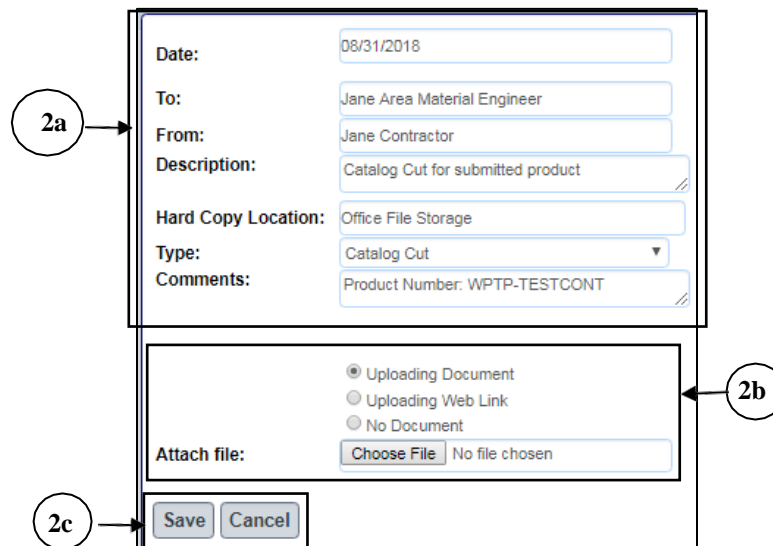 Date: 08/31/2018
2a
To: Jane Area Material Engineer
From: Jane Contractor
Description: Catalog Cut for submitted product
Hard Copy Location: Office File Storage
Type: Catalog Cut
Comments: Product Number: WPTP-TESTCONT
Uploading Document
2b
Uploading Web Link
No Document
Attach file: Choose File No file chosen
2c
Save Cancel